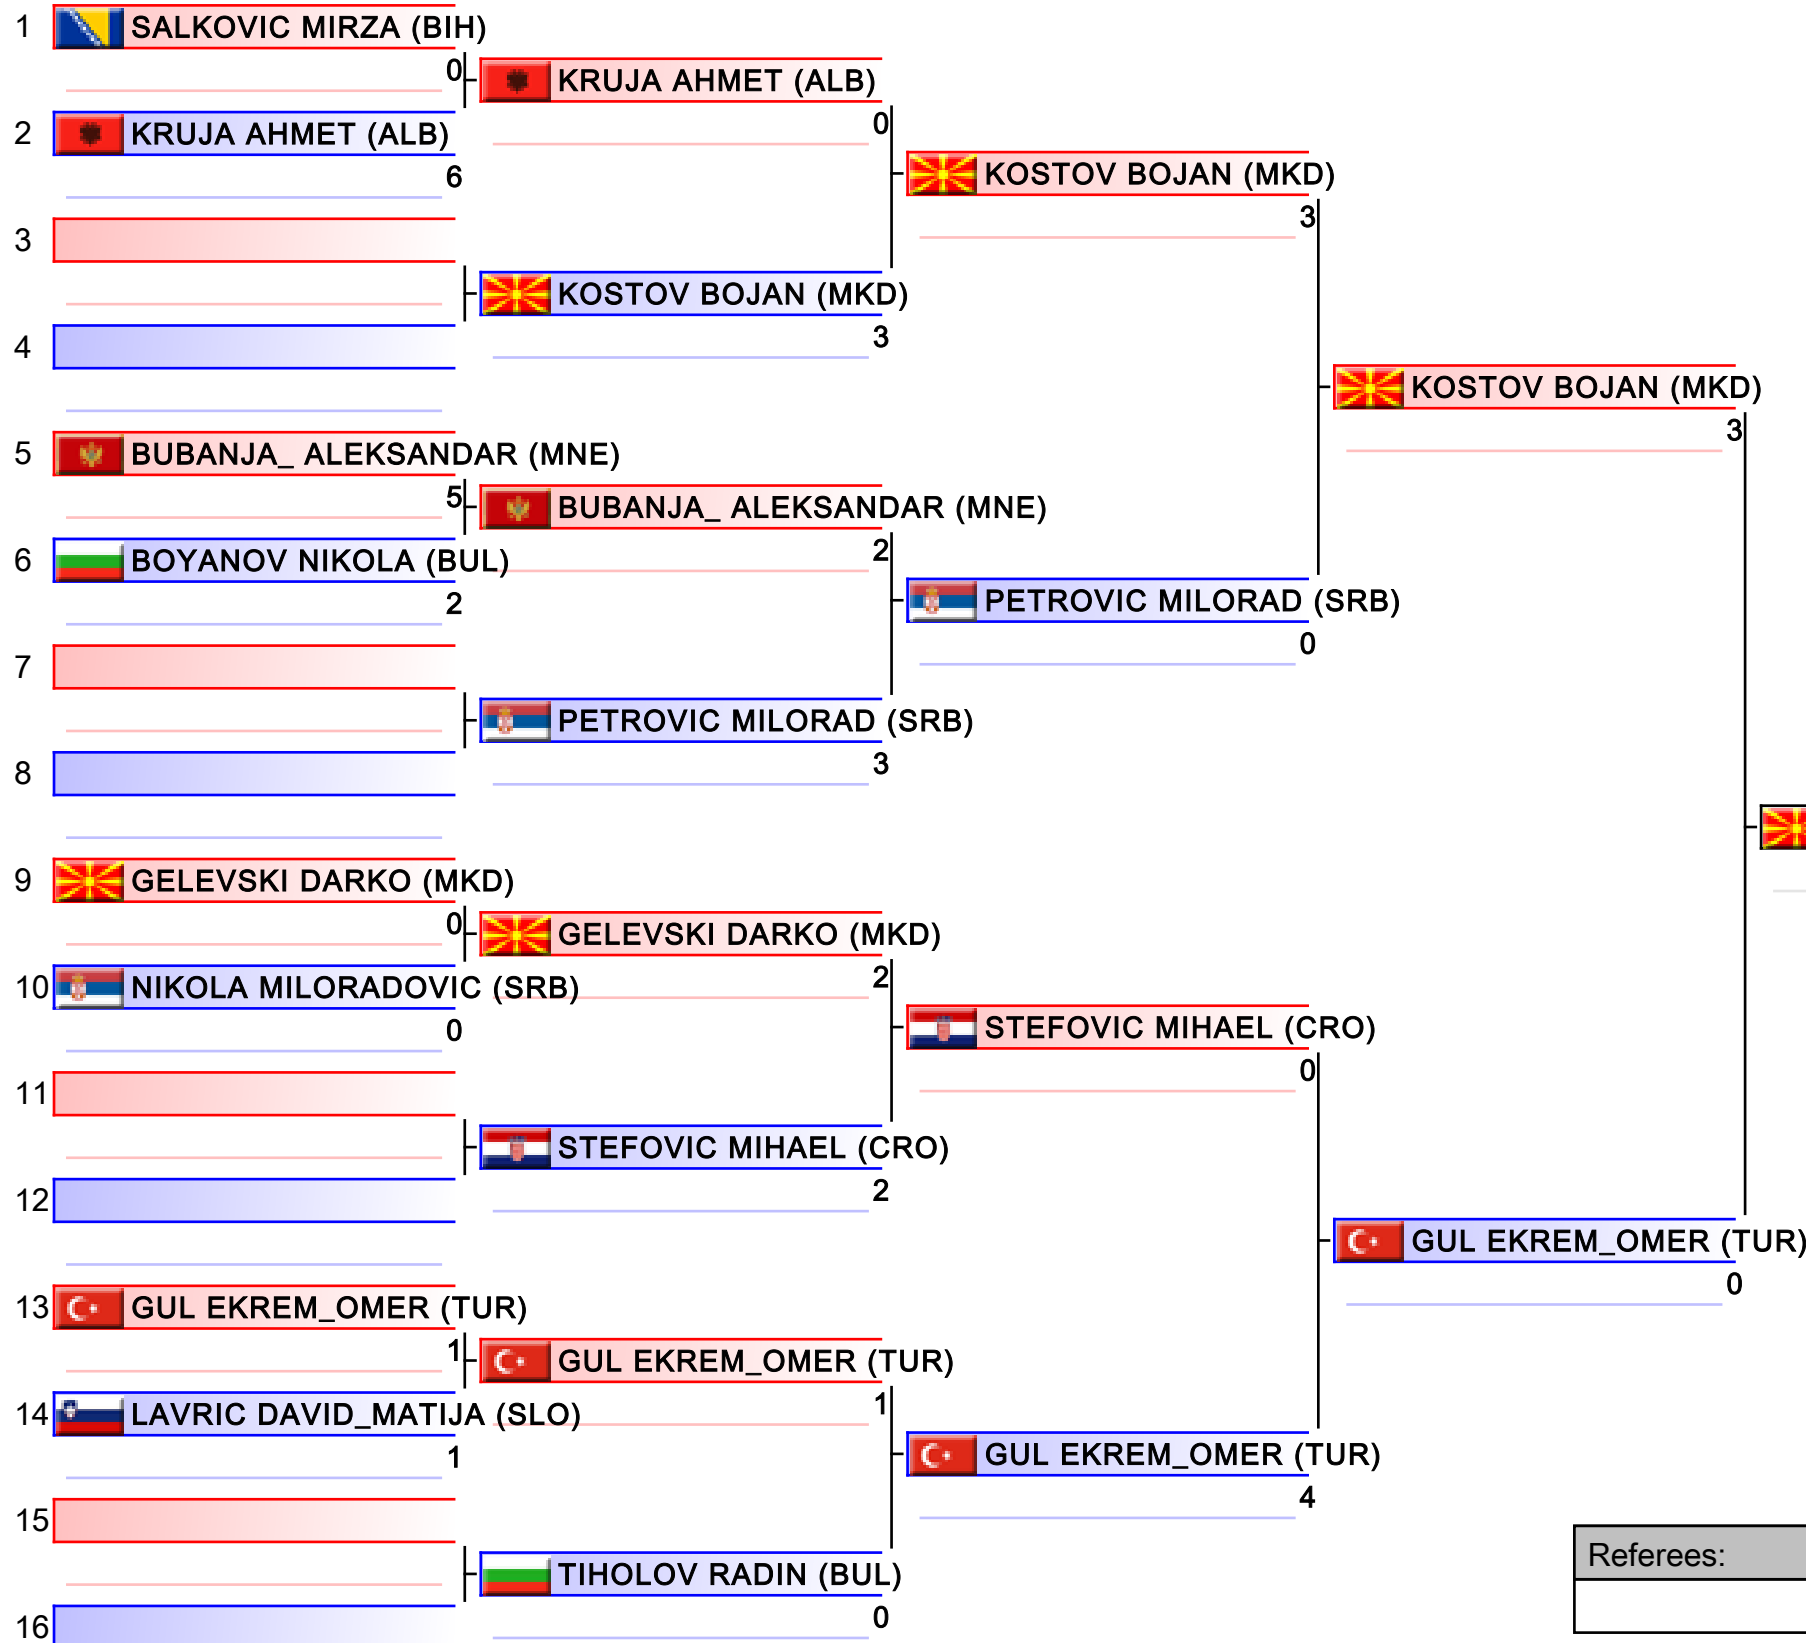 1 SALKOVIC MIRZA (BIH)
0
KRUJA AHMET (ALB)
0
2 KRUJA AHMET (ALB)
6
KOSTOV BOJAN (MKD)
3
3
KOSTOV BOJAN (MKD)
3
4
KOSTOV BOJAN (MKD)
3
5 BUBANJA_ ALEKSANDAR (MNE)
5
BUBANJA_ ALEKSANDAR (MNE)
2
6 BOYANOV NIKOLA (BUL)
2
PETROVIC MILORAD (SRB)
0
7
PETROVIC MILORAD (SRB)
3
8
9 GELEVSKI DARKO (MKD)
0
GELEVSKI DARKO (MKD)
2
10 NIKOLA MILORADOVIC (SRB)
0
STEFOVIC MIHAEL (CRO)
0
11
STEFOVIC MIHAEL (CRO)
2
12
GUL EKREM_OMER (TUR)
0
13 GUL EKREM_OMER (TUR)
1
GUL EKREM_OMER (TUR)
1
14 LAVRIC DAVID_MATIJA (SLO)
1
GUL EKREM_OMER (TUR)
4
15
TIHOLOV RADIN (BUL)
0
16
Referees: